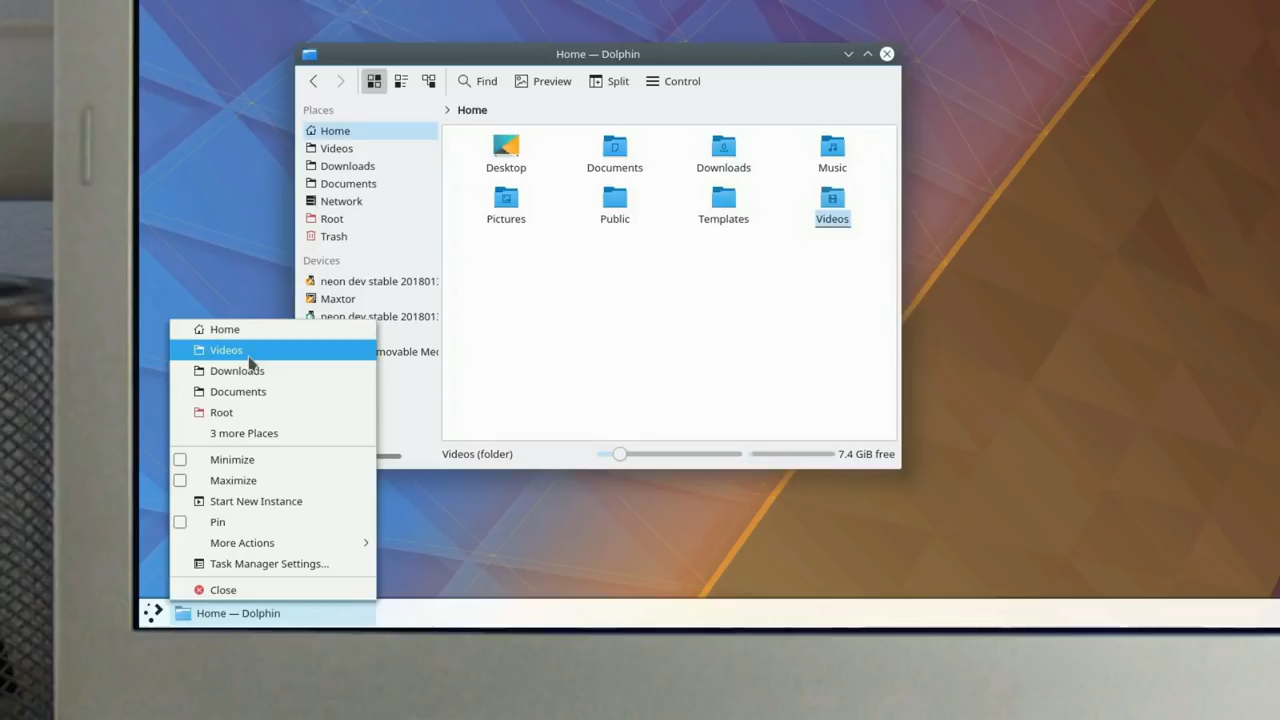 Home — Dolphin
Find
Preview
Split
Control
Places
Home
Home
Videos
Downloads
Documents
Network
Root
Trash
Devices
neon dev stable 201801
Maxtor
neon dev stable 201801
movable Med
Desktop
Documents
Downloads
Music
Pictures
Public
Templates
Videos
Videos (folder)
7.4 GiB free
Home
Videos
Downloads
Documents
Root
3 more Places
Minimize
Maximize
Start New Instance
Pin
More Actions
Task Manager Settings...
Close
Home — Dolphin